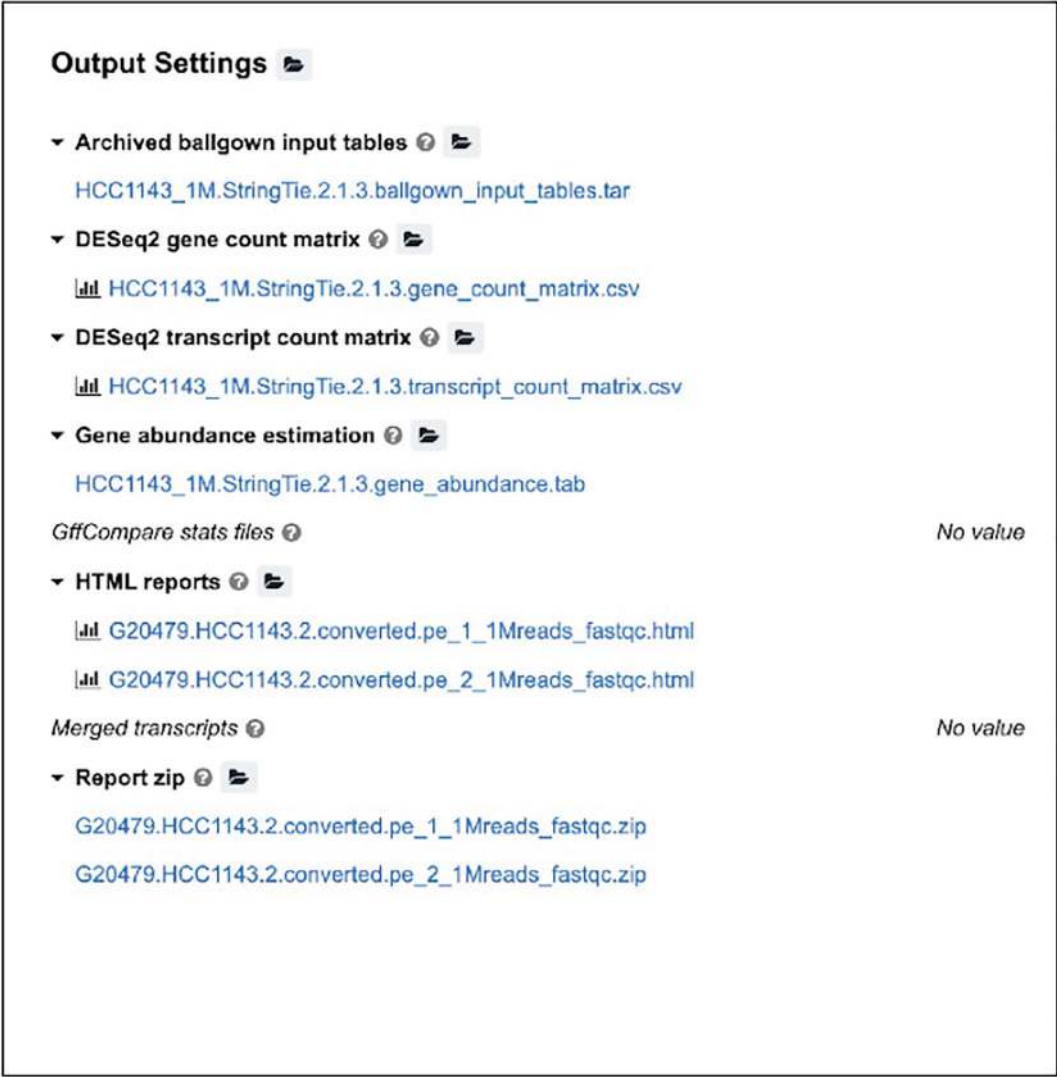 Output Settings
Archived ballgown input tables
HCC1143_1M.StringTie.2.1.3.ballgown_input_tables.tar
DESeq2 gene count matrix
HCC1143_1M.StringTie.2.1.3.gene_count_matrix.csv
DESeq2 transcript count matrix
HCC1143_1M.StringTie.2.1.3.transcript_count_matrix.csv
Gene abundance estimation
HCC1143_1M.StringTie.2.1.3.gene_abundance.tab
GffCompare stats files No value
HTML reports
G20479.HCC1143.2.converted.pe_1_1Mreads_fastqc.html
G20479.HCC1143.2.converted.pe_2_1Mreads_fastqc.html
Merged transcripts No value
Report zip
G20479.HCC1143.2.converted.pe_1_1Mreads_fastqc.zip
G20479.HCC1143.2.converted.pe_2_1Mreads_fastqc.zip